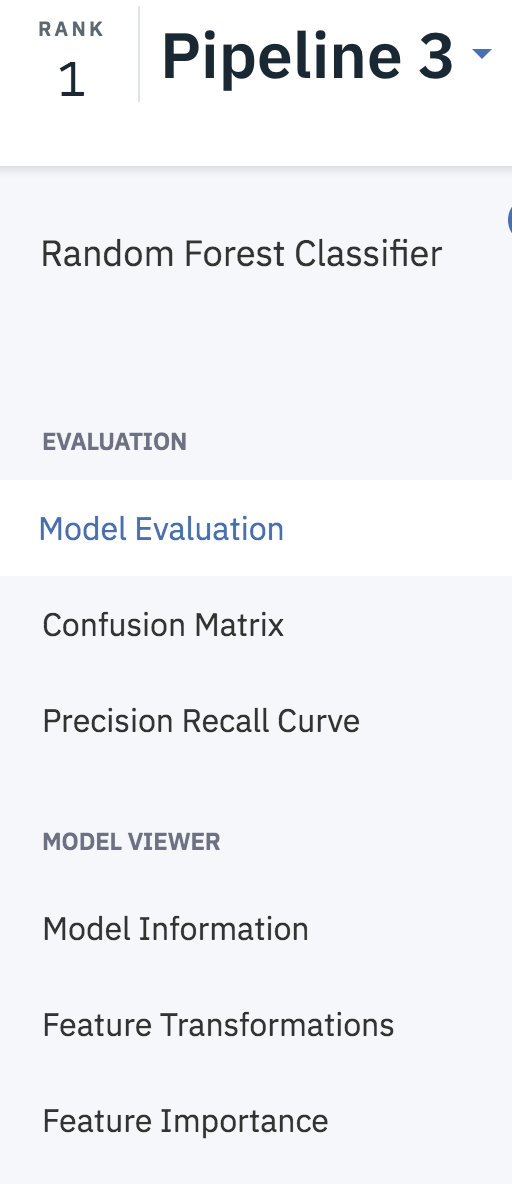 RANK
1
Pipeline 3
Random Forest Classifier
EVALUATION
Model Evaluation
Confusion Matrix
Precision Recall Curve
MODEL VIEWER
Model Information
Feature Transformations
Feature Importance